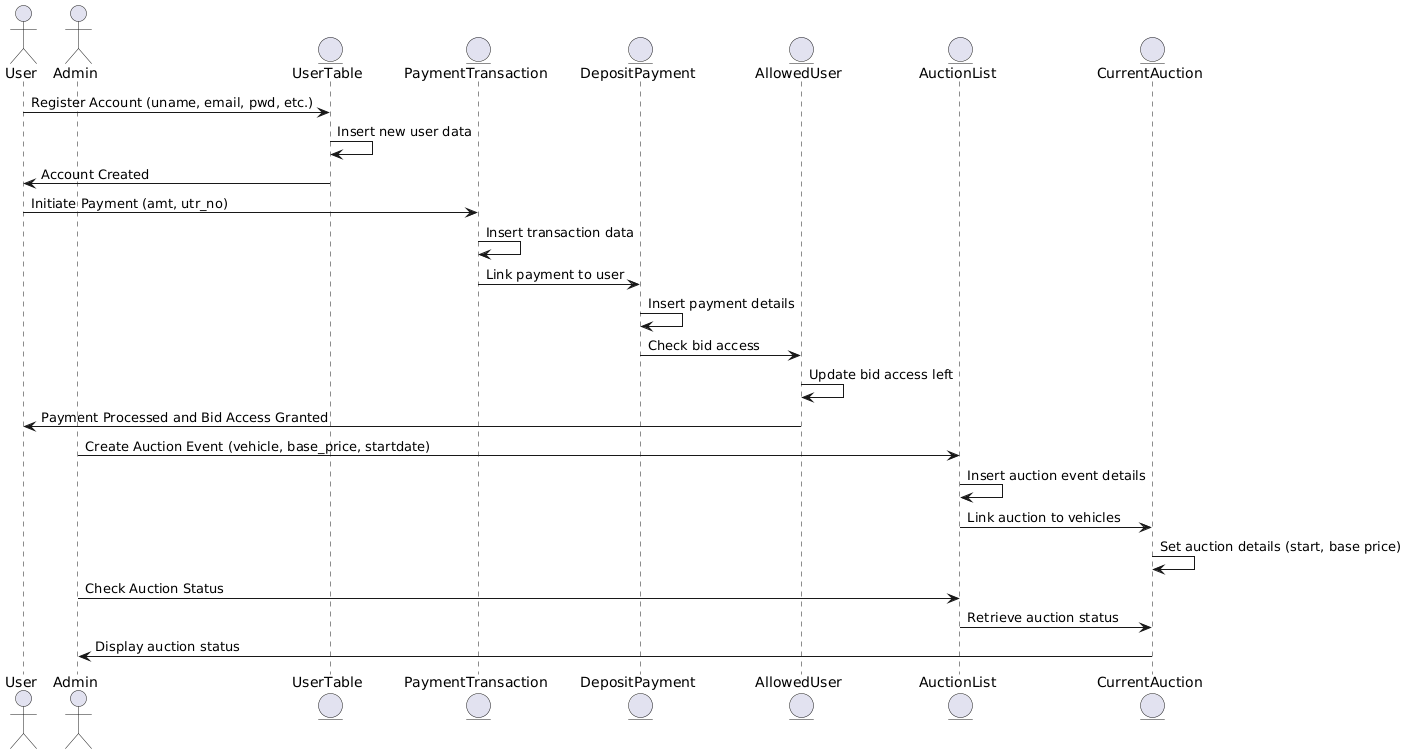 User Admin UserTable PaymentTransaction DepositPayment AllowedUser AuctionList CurrentAuction
Register Account (uname, email, pwd, etc.)
Insert new user data
Account Created
Initiate Payment (amt, utr_no)
Insert transaction data
Link payment to user
Insert payment details
Check bid access
Update bid access left
Payment Processed and Bid Access Granted
Create Auction Event (vehicle, base_price, startdate)
Insert auction event details
Link auction to vehicles
Set auction details (start, base price)
Check Auction Status
Retrieve auction status
Display auction status
User Admin UserTable PaymentTransaction DepositPayment AllowedUser AuctionList CurrentAuction